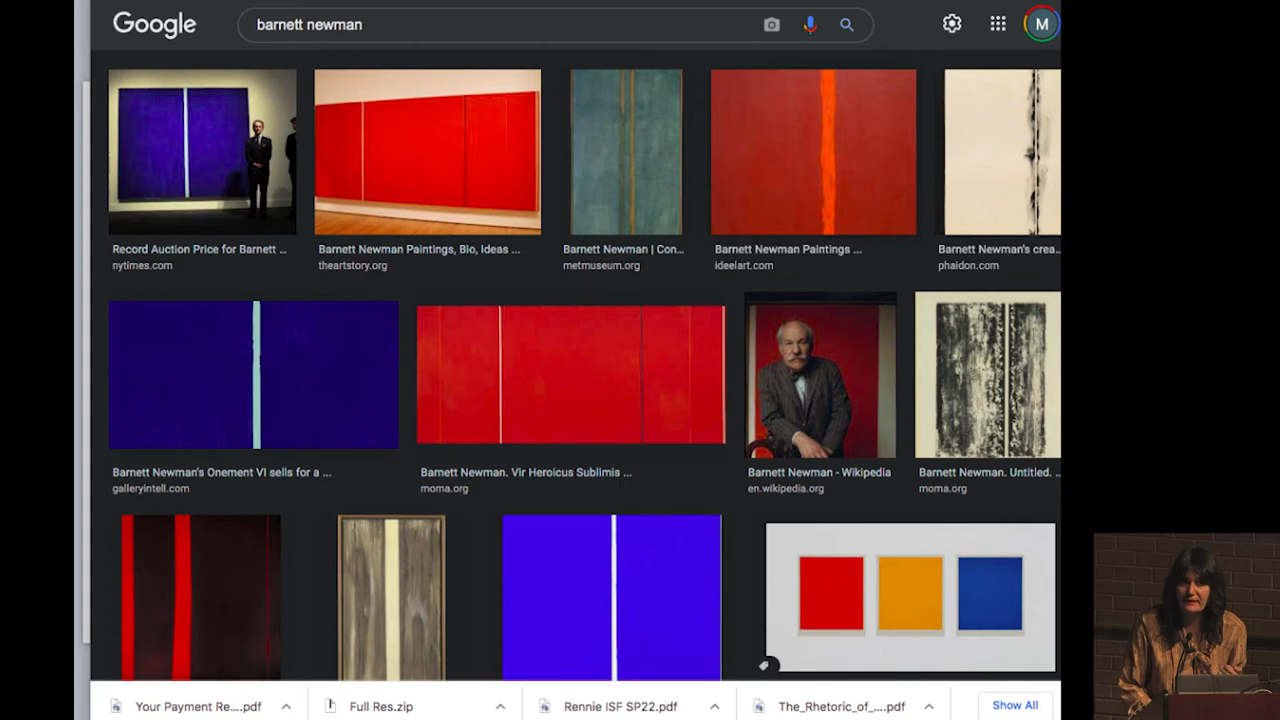 Google
barnett newman
M
Record Auction Price for Barnett ...
nytimes.com
Barnett Newman Paintings, Bio, Ideas ...
theartstory.org
Barnett Newman | Con...
metmuseum.org
Barnett Newman Paintings ...
ideelart.com
Barnett Newman's crea...
phaidon.com
Barnett Newman's Onement VI sells for a ...
galleryintell.com
Barnett Newman. Vir Heroicus Sublimis ...
moma.org
Barnett Newman - Wikipedia
en.wikipedia.org
Barnett Newman. Untitled. ...
moma.org
Your Payment Re....pdf
Full Res.zip
Rennie ISF SP22.pdf
The_Rhetoric_of_....pdf
Show All